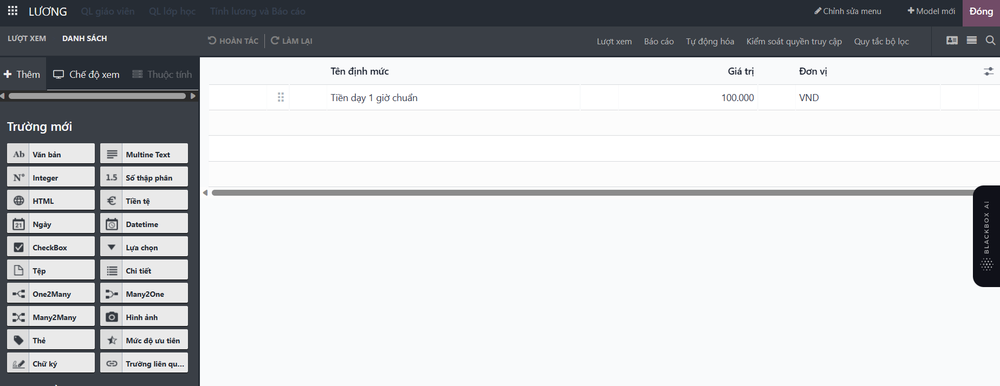 LƯƠNG QL giáo viên QL lớp học Tính lương và Báo cáo Chỉnh sửa menu Model mới Đóng
LƯỢT XEM DANH SÁCH HOÀN TÁC LÀM LẠI Lượt xem Báo cáo Tự động hóa Kiểm soát quyền truy cập Quy tắc bộ lọc
Thêm Chế độ xem Thuộc tính
Tên định mức Giá trị Đơn vị
Tiền dạy 1 giờ chuẩn 100.000 VND
Trường mới
Ab Văn bản Multine Text
N° Integer 1.5 Số thập phân
HTML € Tiền tệ
21 Ngày Datetime
CheckBox Lựa chọn
Tệp Chi tiết
One2Many Many2One
Many2Many Hình ảnh
Thẻ Mức độ ưu tiên
Chữ ký Trường liên qu...
BLACKBOX AI